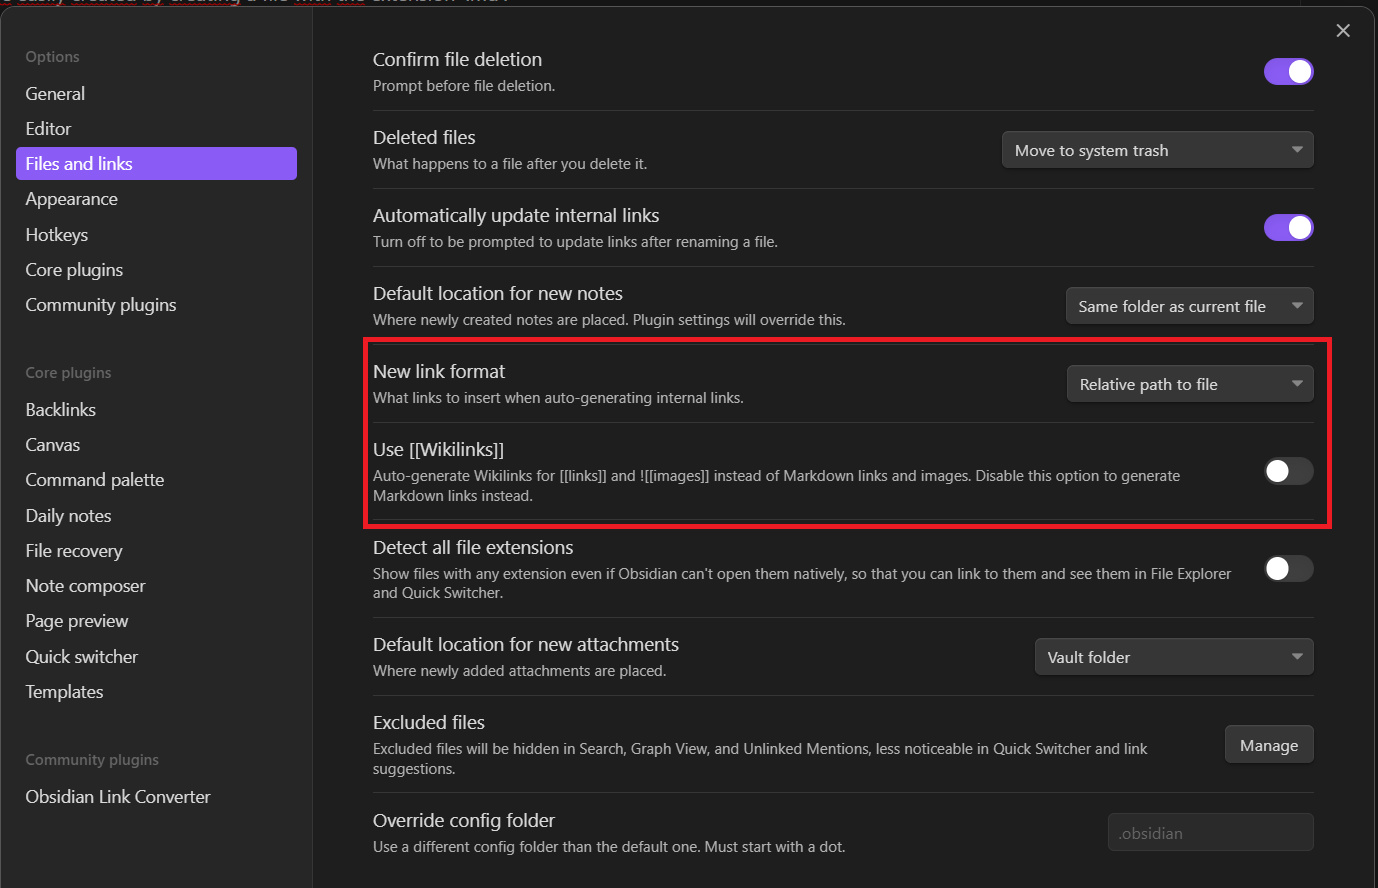 Options
General
Editor
Files and links
Appearance
Hotkeys
Core plugins
Community plugins
Core plugins
Backlinks
Canvas
Command palette
Daily notes
File recovery
Note composer
Page preview
Quick switcher
Templates
Community plugins
Obsidian Link Converter
Confirm file deletion
Prompt before file deletion.
Deleted files
What happens to a file after you delete it.
Move to system trash
Automatically update internal links
Turn off to be prompted to update links after renaming a file.
Default location for new notes
Where newly created notes are placed. Plugin settings will override this.
Same folder as current file
New link format
What links to insert when auto-generating internal links.
Relative path to file
Use [[Wikilinks]]
Auto-generate Wikilinks for [[links]] and ![[images]] instead of Markdown links and images. Disable this option to generate
Markdown links instead.
Detect all file extensions
Show files with any extension even if Obsidian can't open them natively, so that you can link to them and see them in File Explorer
and Quick Switcher.
Default location for new attachments
Where newly added attachments are placed.
Vault folder
Excluded files
Excluded files will be hidden in Search, Graph View, and Unlinked Mentions, less noticeable in Quick Switcher and link
suggestions.
Manage
Override config folder
Use a different config folder than the default one. Must start with a dot.
.obsidian